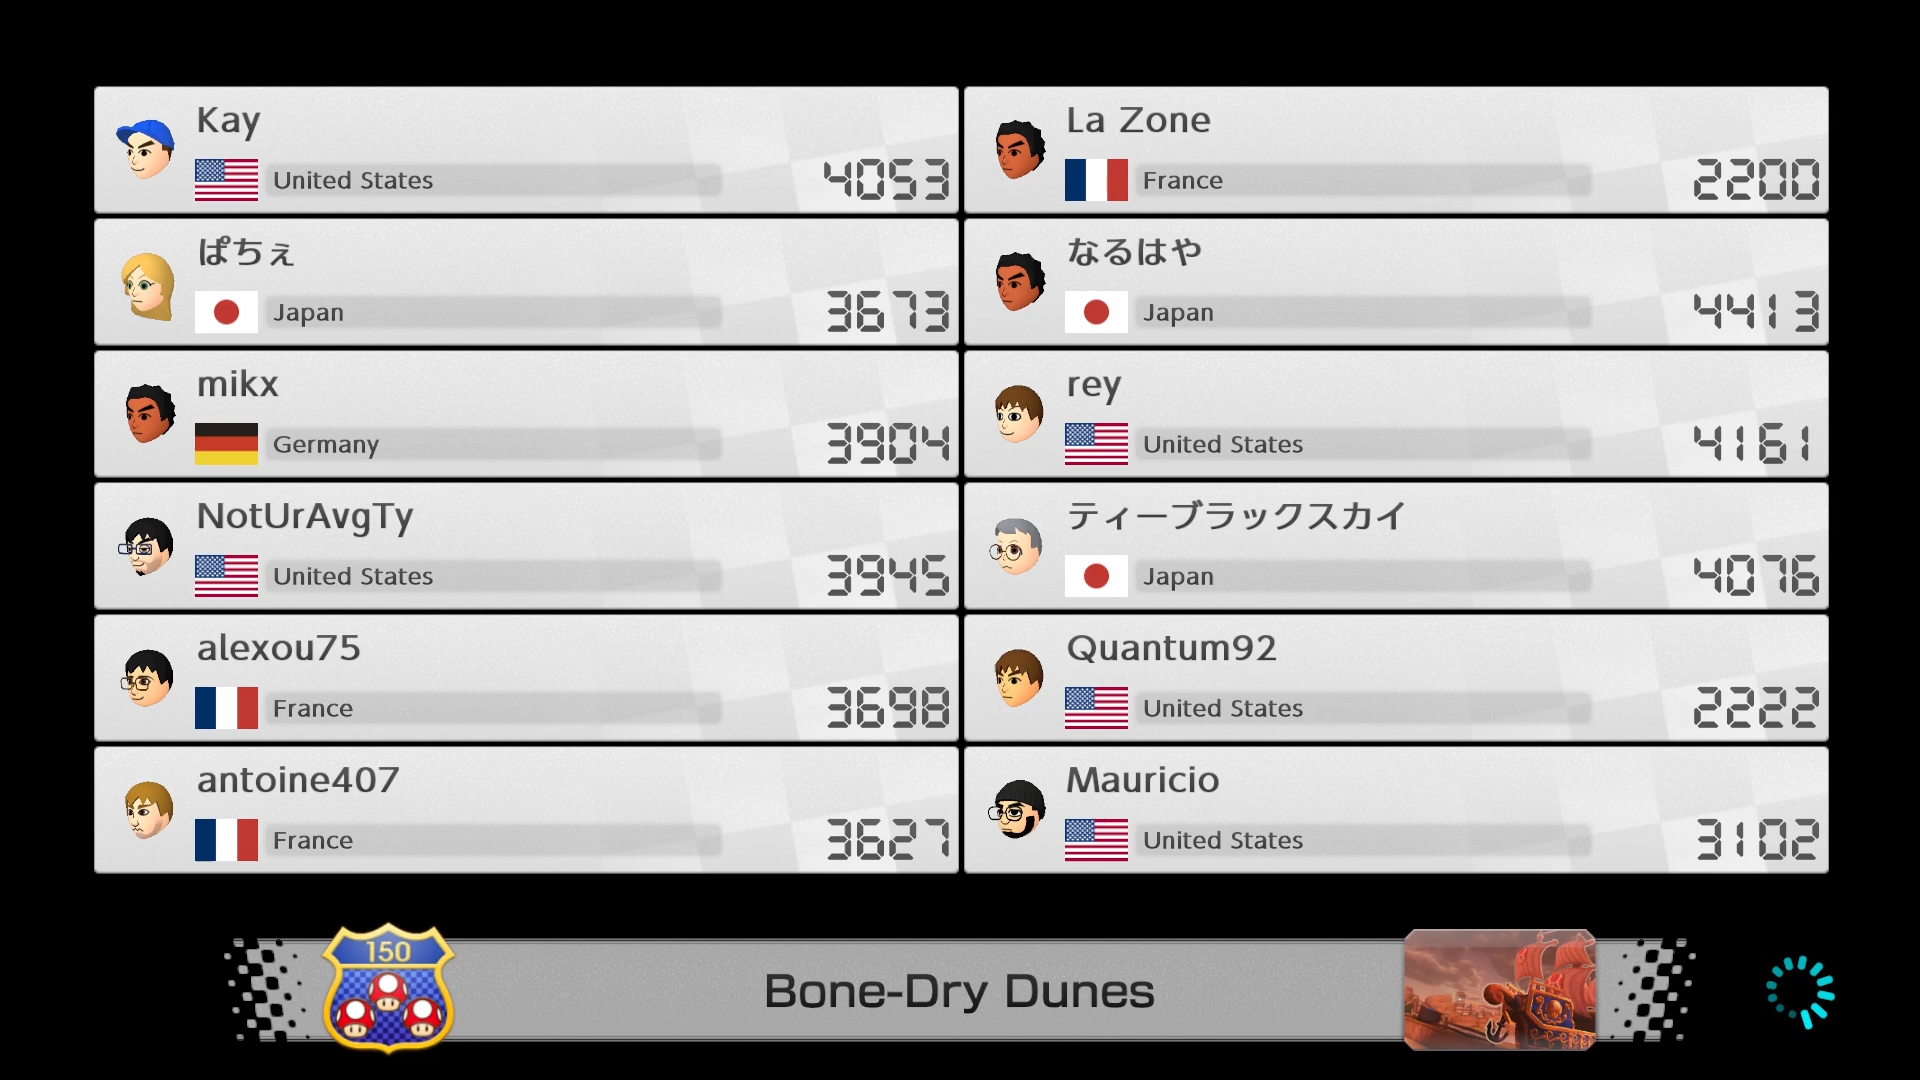 Kay
United States 4053
La Zone
France 2200
ぱちぇ
Japan 3673
なるはや
Japan 4413
mikx
Germany 3904
rey
United States 4161
NotUrAvgTy
United States 3945
ティーブラックスカイ
Japan 4076
alexou75
France 3698
Quantum92
United States 2222
antoine407
France 3627
Mauricio
United States 3102
150
Bone-Dry Dunes